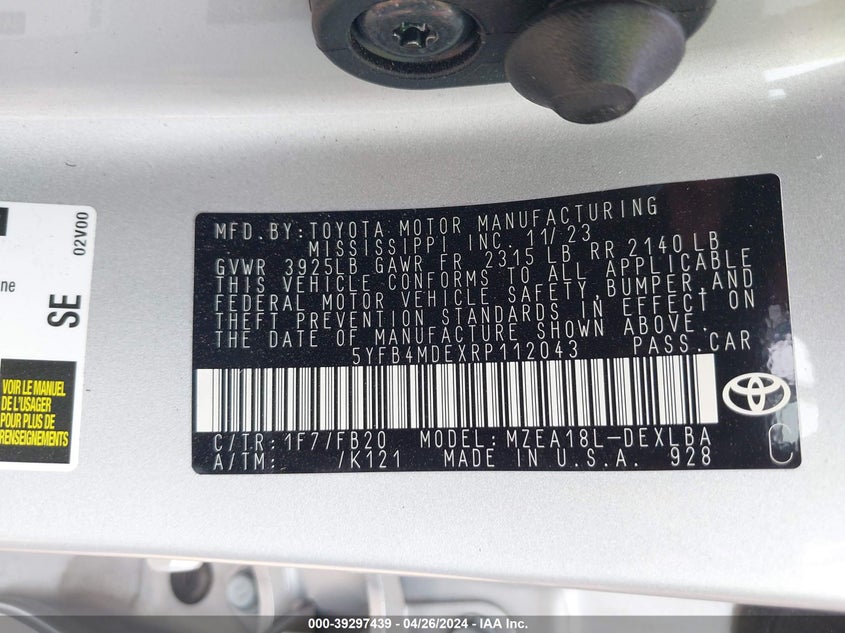 02V00
ne
SE
VOIR LE MANUEL
DE L'USAGER
POUR PLUS DE
RENSEIGNEMENTS
MFD. BY: TOYOTA MOTOR MANUFACTURING
MISSISSIPPI INC. 11/23
GVWR 3925LB GAWR FR 2315 LB RR 2140 LB
THIS VEHICLE CONFORMS TO ALL APPLICABLE
FEDERAL MOTOR VEHICLE SAFETY, BUMPER, AND
THEFT PREVENTION STANDARDS IN EFFECT ON
THE DATE OF MANUFACTURE SHOWN ABOVE.
5YFB4MDEXRP112043 PASS. CAR
C/TR: 1F7/FB20 MODEL: MZEA18L-DEXLBA
A/TM: /K121 MADE IN U.S.A. 928
C
000-39297439 - 04/26/2024 - IAA Inc.